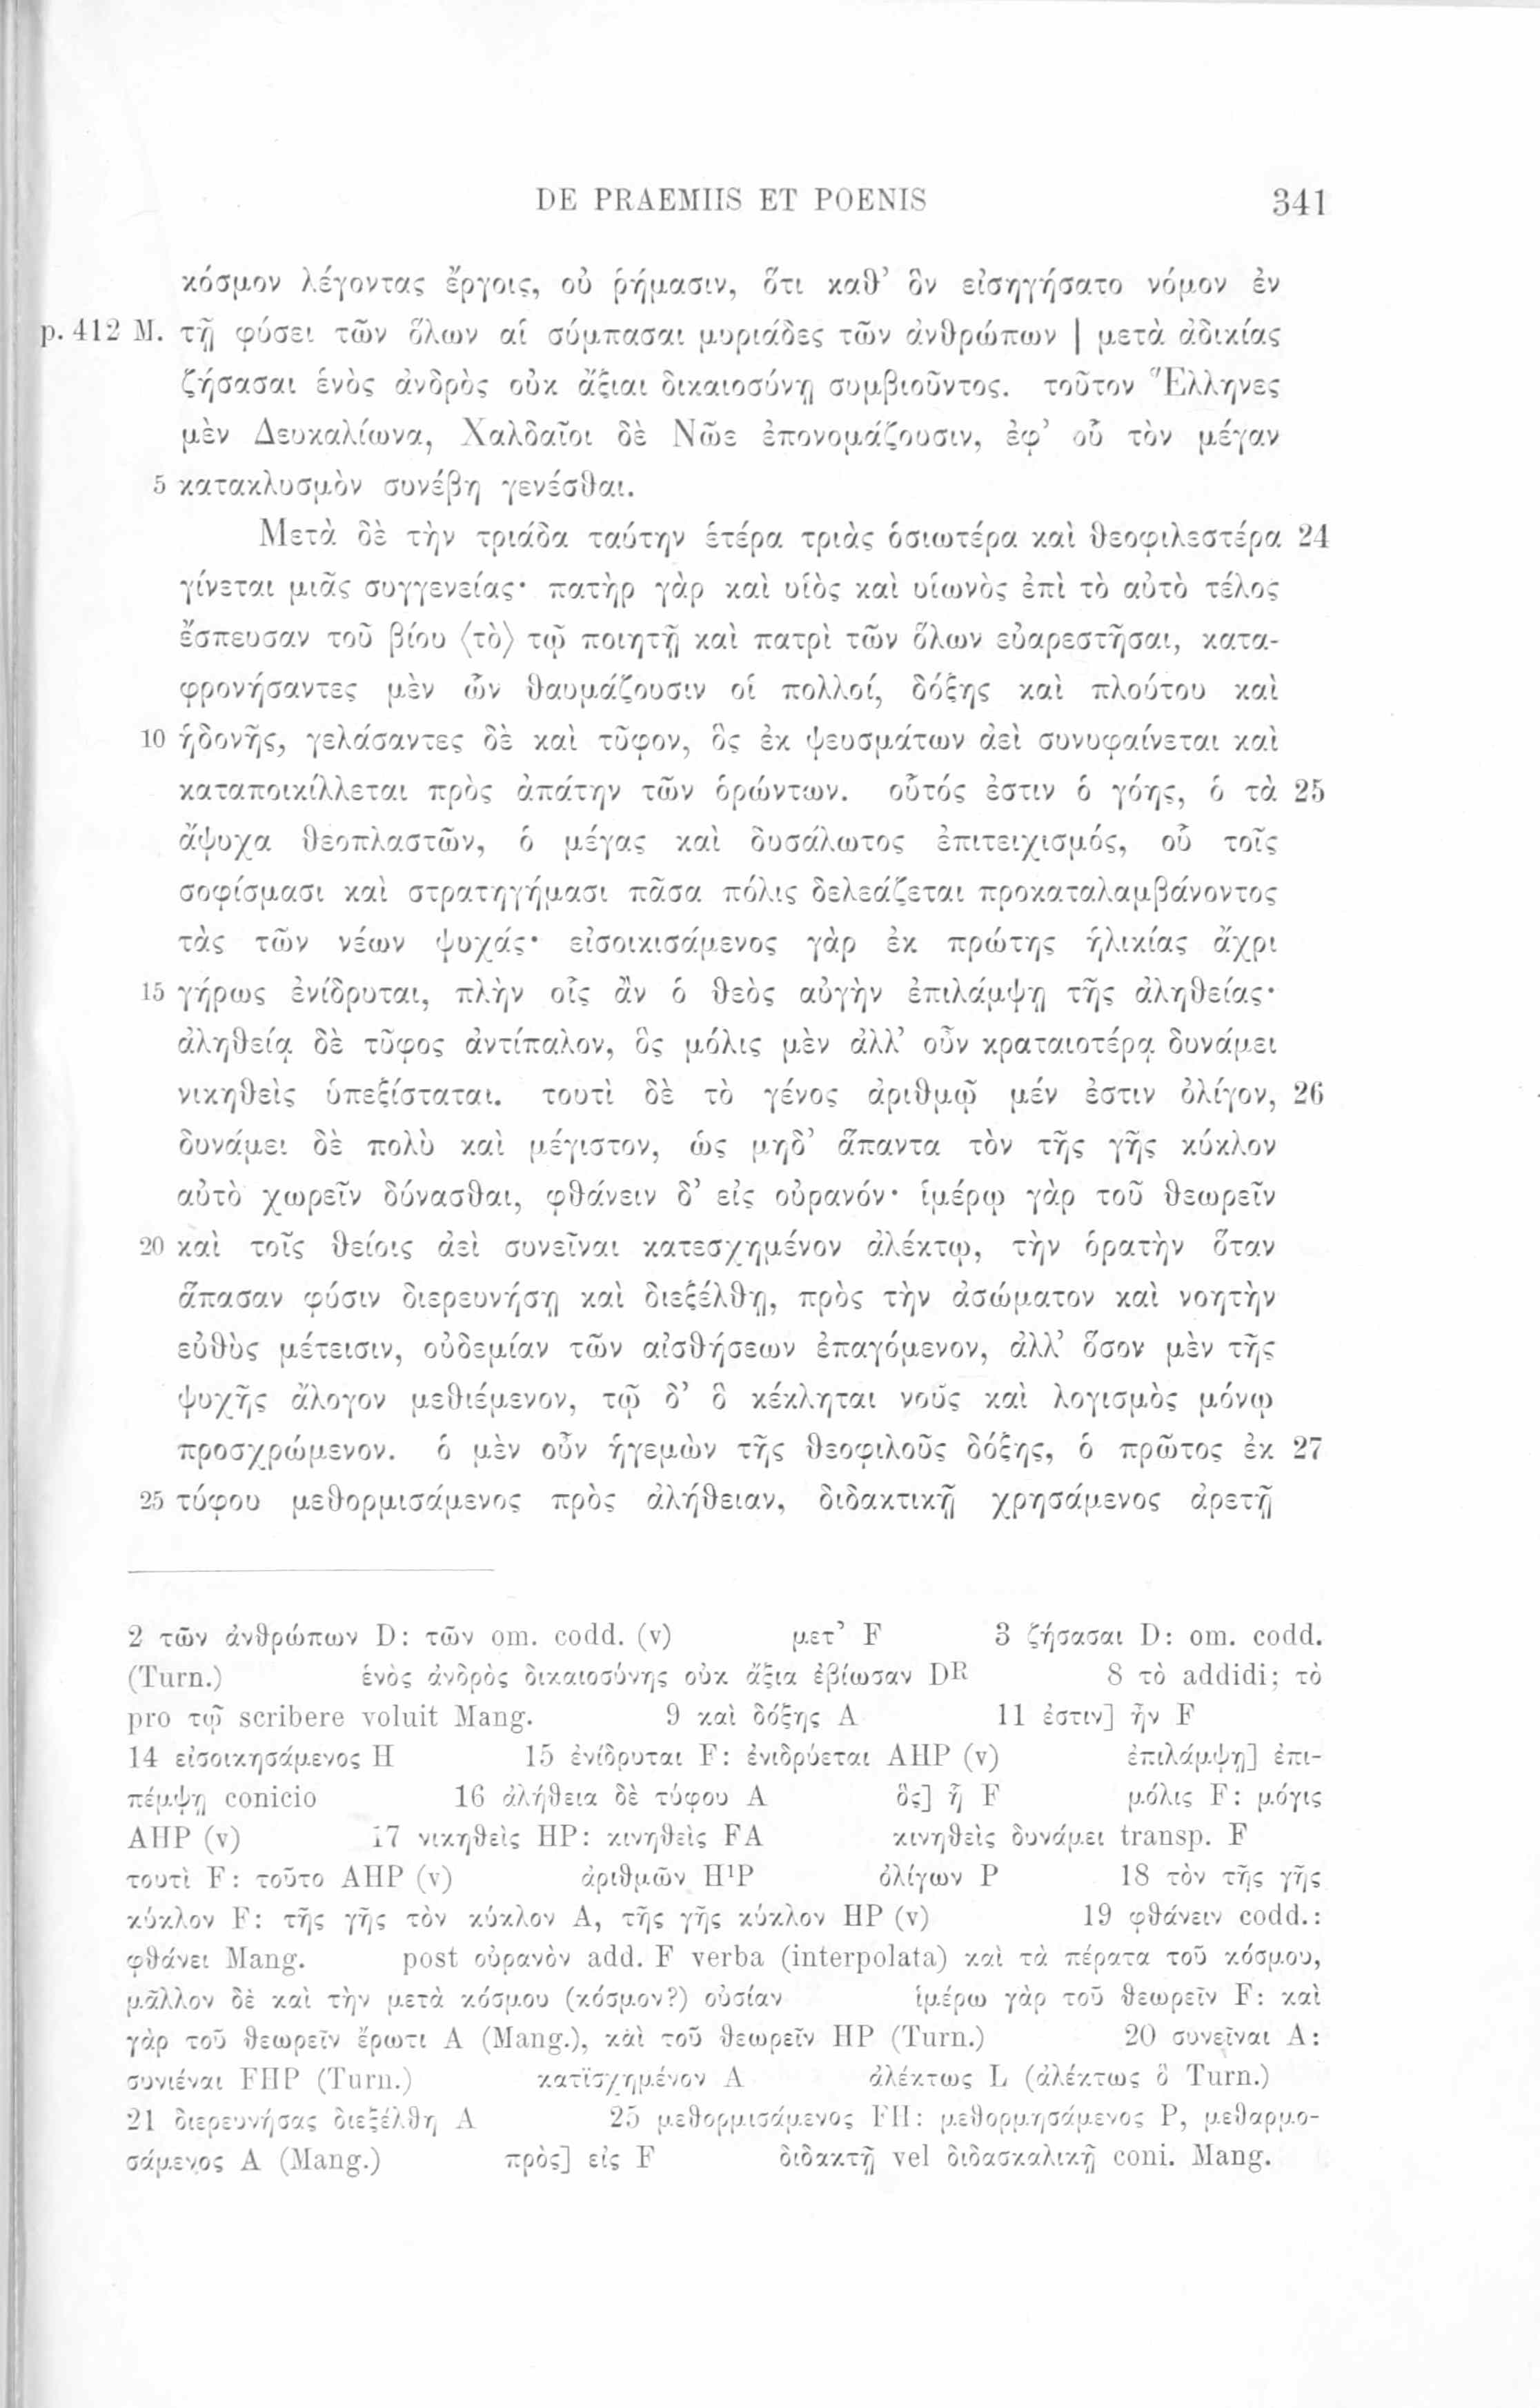 DE PRAEMIIS ET POENIS 341
κόσμον λέγοντας ἔργοις, οὐ ῥήμασιν, ὅτι καθ’ ὃν εἰσηγήσατο νόμον ἐν
p. 412 M. τῇ φύσει τῶν ὅλων αἱ σύμπασαι μυριάδες τῶν ἀνθρώπων | μετὰ ἀδικίας
ζήσασαι ἑνὸς ἀνδρὸς οὐκ ἄξιαι δικαιοσύνῃ συμβιοῦντος. τοῦτον Ἕλληνες
μὲν Δευκαλίωνα, Χαλδαῖοι δὲ Νῶε ἐπονομάζουσιν, ἐφ’ οὗ τὸν μέγαν
5 κατακλυσμὸν συνέβη γενέσθαι.
Μετὰ δὲ τὴν τριάδα ταύτην ἑτέρα τριὰς ὁσιωτέρα καὶ θεοφιλεστέρα 24
γίνεται μιᾶς συγγενείας· πατὴρ γὰρ καὶ υἱὸς καὶ υἱωνὸς ἐπὶ τὸ αὐτὸ τέλος
ἔσπευσαν τοῦ βίου ⟨τὸ⟩ τῷ ποιητῇ καὶ πατρὶ τῶν ὅλων εὐαρεστῆσαι, κατα-
φρονήσαντες μὲν ὧν θαυμάζουσιν οἱ πολλοί, δόξης καὶ πλούτου καὶ
10 ἡδονῆς, γελάσαντες δὲ καὶ τῦφον, ὃς ἐκ ψευσμάτων ἀεὶ συνυφαίνεται καὶ
καταποικίλλεται πρὸς ἀπάτην τῶν ὁρώντων. οὗτός ἐστιν ὁ γόης, ὁ τὰ 25
ἄψυχα θεοπλαστῶν, ὁ μέγας καὶ δυσάλωτος ἐπιτειχισμός, οὗ τοῖς
σοφίσμασι καὶ στρατηγήμασι πᾶσα πόλις δελεάζεται προκαταλαμβάνοντος
τὰς τῶν νέων ψυχάς· εἰσοικισάμενος γὰρ ἐκ πρώτης ἡλικίας ἄχρι
15 γήρως ἐνίδρυται, πλὴν οἷς ἂν ὁ θεὸς αὐγὴν ἐπιλάμψῃ τῆς ἀληθείας·
ἀληθείᾳ δὲ τῦφος ἀντίπαλον, ὃς μόλις μὲν ἀλλ’ οὖν κραταιοτέρᾳ δυνάμει
νικηθεὶς ὑπεξίσταται. τουτὶ δὲ τὸ γένος ἀριθμῷ μέν ἐστιν ὀλίγον, 26
δυνάμει δὲ πολὺ καὶ μέγιστον, ὡς μηδ’ ἅπαντα τὸν τῆς γῆς κύκλον
αὐτὸ χωρεῖν δύνασθαι, φθάνειν δ’ εἰς οὐρανόν· ἱμέρῳ γὰρ τοῦ θεωρεῖν
20 καὶ τοῖς θείοις ἀεὶ συνεῖναι κατεσχημένον ἀλέκτῳ, τὴν ὁρατὴν ὅταν
ἅπασαν φύσιν διερευνήσῃ καὶ διεξέλθῃ, πρὸς τὴν ἀσώματον καὶ νοητὴν
εὐθὺς μέτεισιν, οὐδεμίαν τῶν αἰσθήσεων ἐπαγόμενον, ἀλλ’ ὅσον μὲν τῆς
ψυχῆς ἄλογον μεθιέμενον, τῷ δ’ ὃ κέκληται νοῦς καὶ λογισμὸς μόνῳ
προσχρώμενον. ὁ μὲν οὖν ἡγεμὼν τῆς θεοφιλοῦς δόξης, ὁ πρῶτος ἐκ 27
25 τύφου μεθορμισάμενος πρὸς ἀλήθειαν, διδακτικῇ χρησάμενος ἀρετῇ
2 τῶν ἀνθρώπων D: τῶν om. codd. (v) μετ’ F 3 ζήσασαι D: om. codd.
(Turn.) ἑνὸς ἀνδρὸς δικαιοσύνης οὐκ ἄξια ἐβίωσαν Dᴿ 8 τὸ addidi; τὸ
pro τῷ scribere voluit Mang. 9 καὶ δόξης A 11 ἐστιν] ἦν F
14 εἰσοικησάμενος H 15 ἐνίδρυται F: ἐνιδρύεται AHP (v) ἐπιλάμψῃ] ἐπι-
πέμψῃ conicio 16 ἀλήθεια δὲ τύφου A ὃς] ἣ F μόλις F: μόγις
AHP (v) 17 νικηθεὶς HP: κινηθεὶς FA κινηθεὶς δυνάμει transp. F
τουτὶ F: τοῦτο AHP (v) ἀριθμῶν H¹P ὀλίγων P 18 τὸν τῆς γῆς
κύκλον F: τῆς γῆς τὸν κύκλον A, τῆς γῆς κύκλον HP (v) 19 φθάνειν codd.:
φθάνει Mang. post οὐρανὸν add. F verba (interpolata) καὶ τὰ πέρατα τοῦ κόσμου,
μᾶλλον δὲ καὶ τὴν μετὰ κόσμου (κόσμον?) οὐσίαν ἱμέρω γὰρ τοῦ θεωρεῖν F: καὶ
γὰρ τοῦ θεωρεῖν ἔρωτι A (Mang.), καὶ τοῦ θεωρεῖν HP (Turn.) 20 συνεῖναι A:
συνιέναι FHP (Turn.) κατϊσχημένον A ἀλέκτως L (ἀλέκτως ὃ Turn.)
21 διερευνήσας διεξέλθῃ A 25 μεθορμισάμενος FH: μεθορμησάμενος P, μεθαρμο-
σάμενος A (Mang.) πρὸς] εἰς F διδακτῇ vel διδασκαλικῇ coni. Mang.